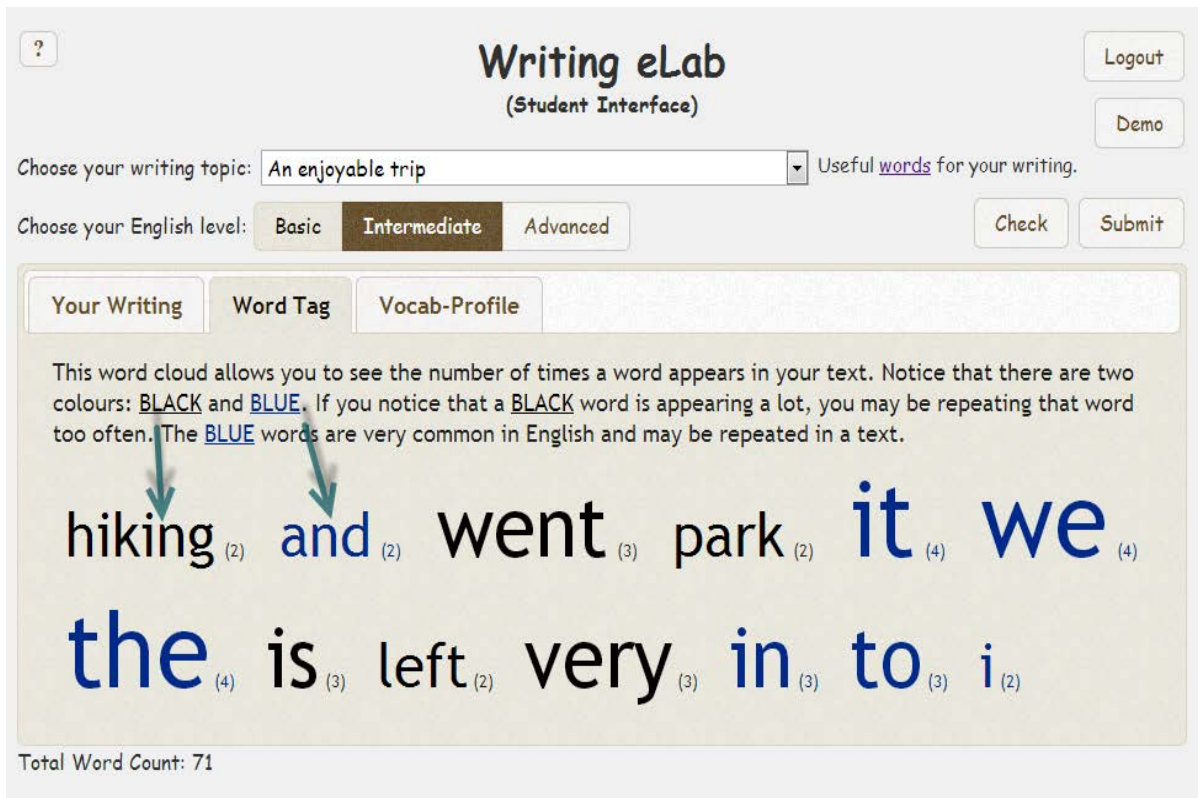 ?
Writing eLab
Logout
(Student Interface)
Demo
Choose your writing topic: An enjoyable trip Useful words for your writing.
Choose your English level: Basic Intermediate Advanced Check Submit
Your Writing Word Tag Vocab-Profile
This word cloud allows you to see the number of times a word appears in your text. Notice that there are two
colours: BLACK and BLUE. If you notice that a BLACK word is appearing a lot, you may be repeating that word
too often. The BLUE words are very common in English and may be repeated in a text.
hiking (2) and (2) went (3) park (2) it (4) we (4)
the (4) is (3) left (2) very (3) in (3) to (3) i (2)
Total Word Count: 71